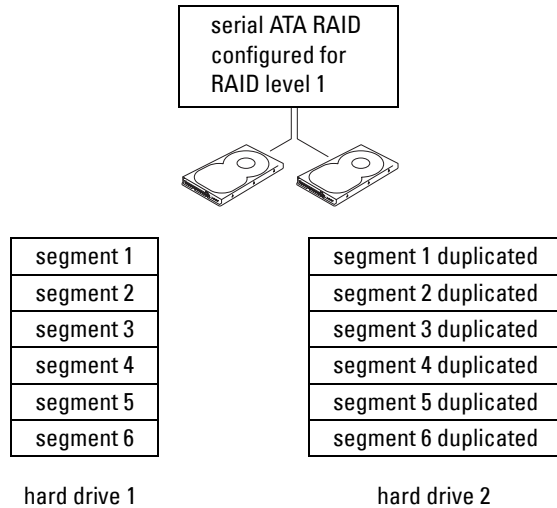 serial ATA RAID
configured for
RAID level 1
segment 1
segment 2
segment 3
segment 4
segment 5
segment 6
hard drive 1
segment 1 duplicated
segment 2 duplicated
segment 3 duplicated
segment 4 duplicated
segment 5 duplicated
segment 6 duplicated
hard drive 2